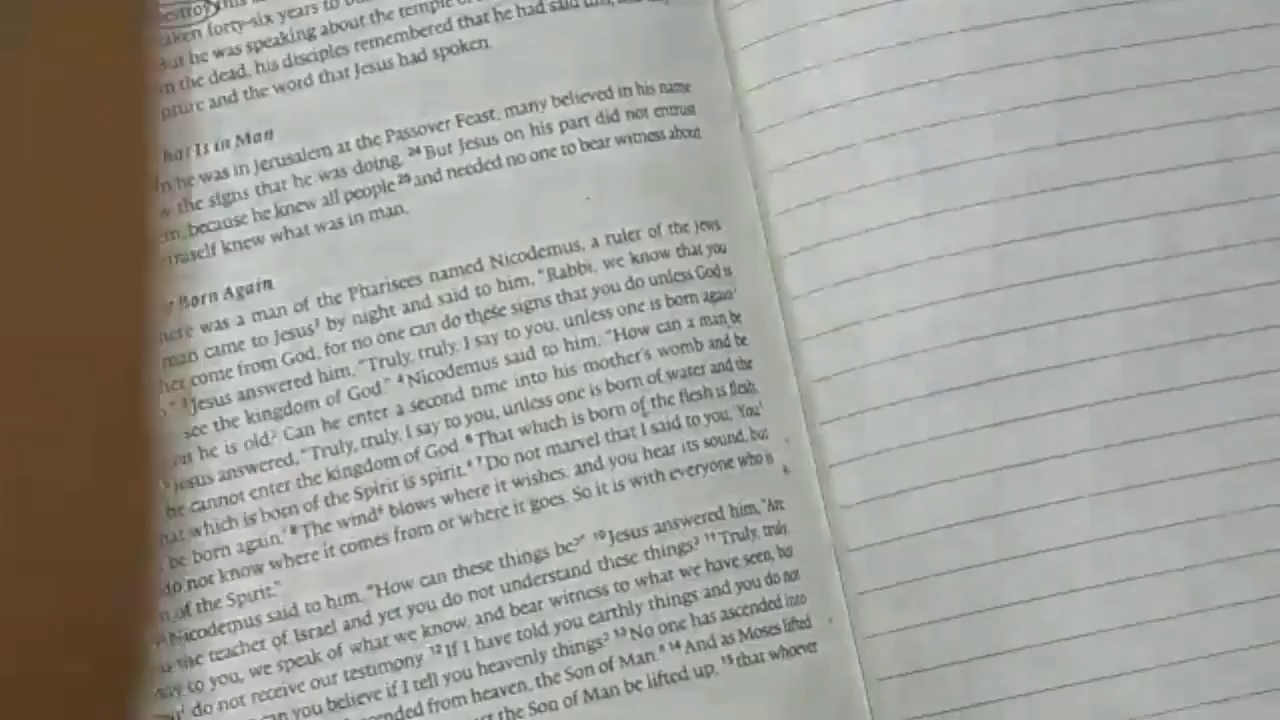 aken forty-six years to
ut he was speaking about the temple
n the dead, his disciples remembered that he had said
pture and the word that Jesus had spoken.
hat Is in Man
n he was in Jerusalem at the Passover Feast, many believed in his name
the signs that he was doing. 24 But Jesus on his part did not entrust
m, because he knew all people 25 and needed no one to bear witness about
mself knew what was in man.
Born Again
here was a man of the Pharisees named Nicodemus, a ruler of the Jews
man came to Jesus by night and said to him, "Rabbi, we know that you
her come from God, for no one can do these signs that you do unless God is
." 3 Jesus answered him, "Truly, truly, I say to you, unless one is born again
see the kingdom of God." 4 Nicodemus said to him, "How can a man be
n he is old? Can he enter a second time into his mother's womb and be
Jesus answered, "Truly, truly, I say to you, unless one is born of water and the
he cannot enter the kingdom of God. 6 That which is born of the flesh is flesh,
hat which is born of the Spirit is spirit. 7 Do not marvel that I said to you, 'You
be born again.' 8 The wind blows where it wishes, and you hear its sound, but
do not know where it comes from or where it goes. So it is with everyone who is
n of the Spirit."
Nicodemus said to him, "How can these things be?" 10 Jesus answered him, "Are
u the teacher of Israel and yet you do not understand these things? 11 Truly, truly,
say to you, we speak of what we know, and bear witness to what we have seen, but
do not receive our testimony. 12 If I have told you earthly things and you do not
an you believe if I tell you heavenly things? 13 No one has ascended into
ended from heaven, the Son of Man. 14 And as Moses lifted
the Son of Man be lifted up, 15 that whoever